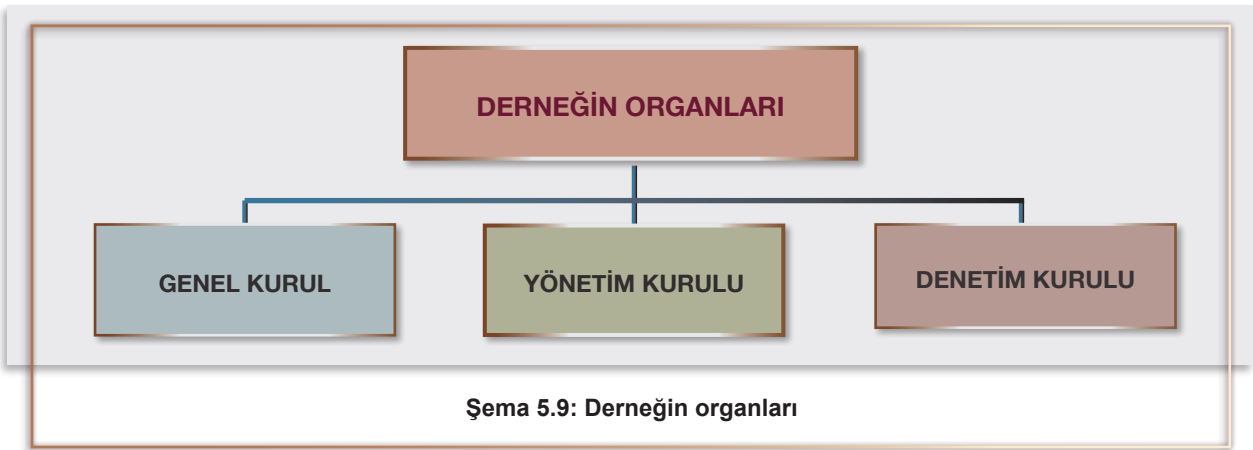 DERNEĞİN ORGANLARI
GENEL KURUL
YÖNETİM KURULU
DENETİM KURULU
Şema 5.9: Derneğin organları